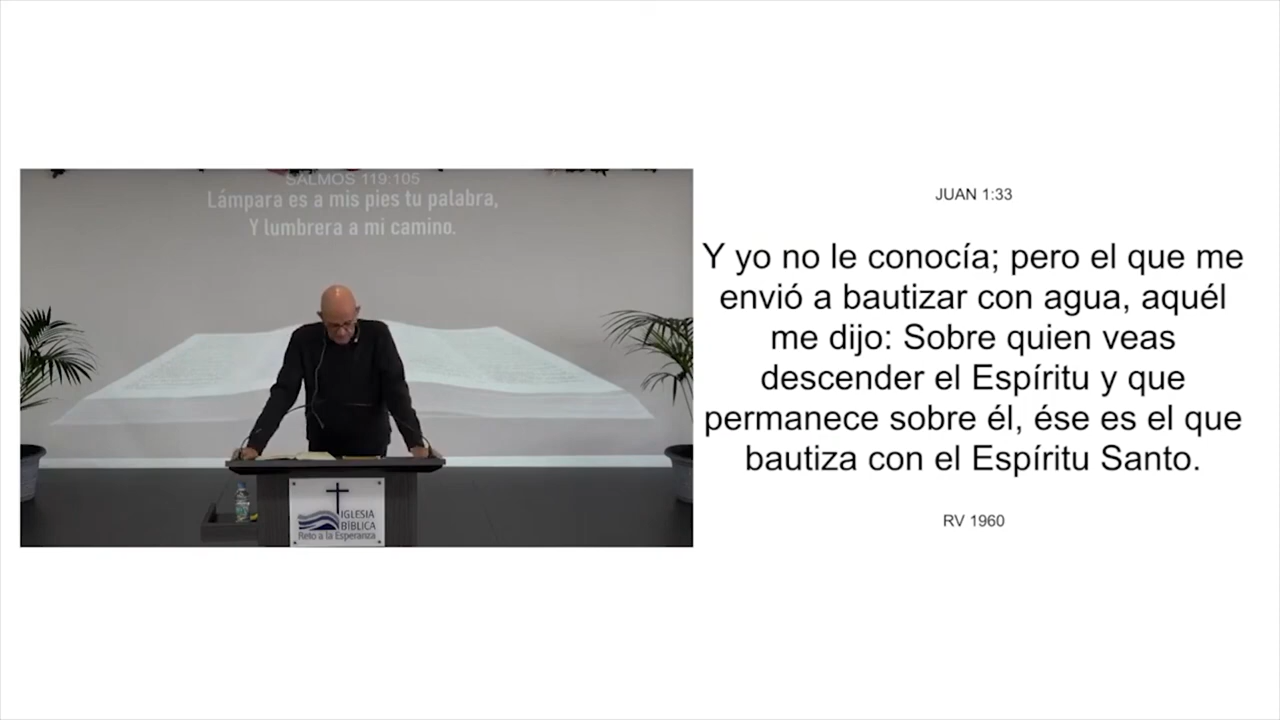 SALMOS 119:105
Lámpara es a mis pies tu palabra,
Y lumbrera a mi camino.
IGLESIA
BÍBLICA
Reto a la Esperanza
JUAN 1:33
Y yo no le conocía; pero el que me
envió a bautizar con agua, aquél
me dijo: Sobre quien veas
descender el Espíritu y que
permanece sobre él, ése es el que
bautiza con el Espíritu Santo.
RV 1960